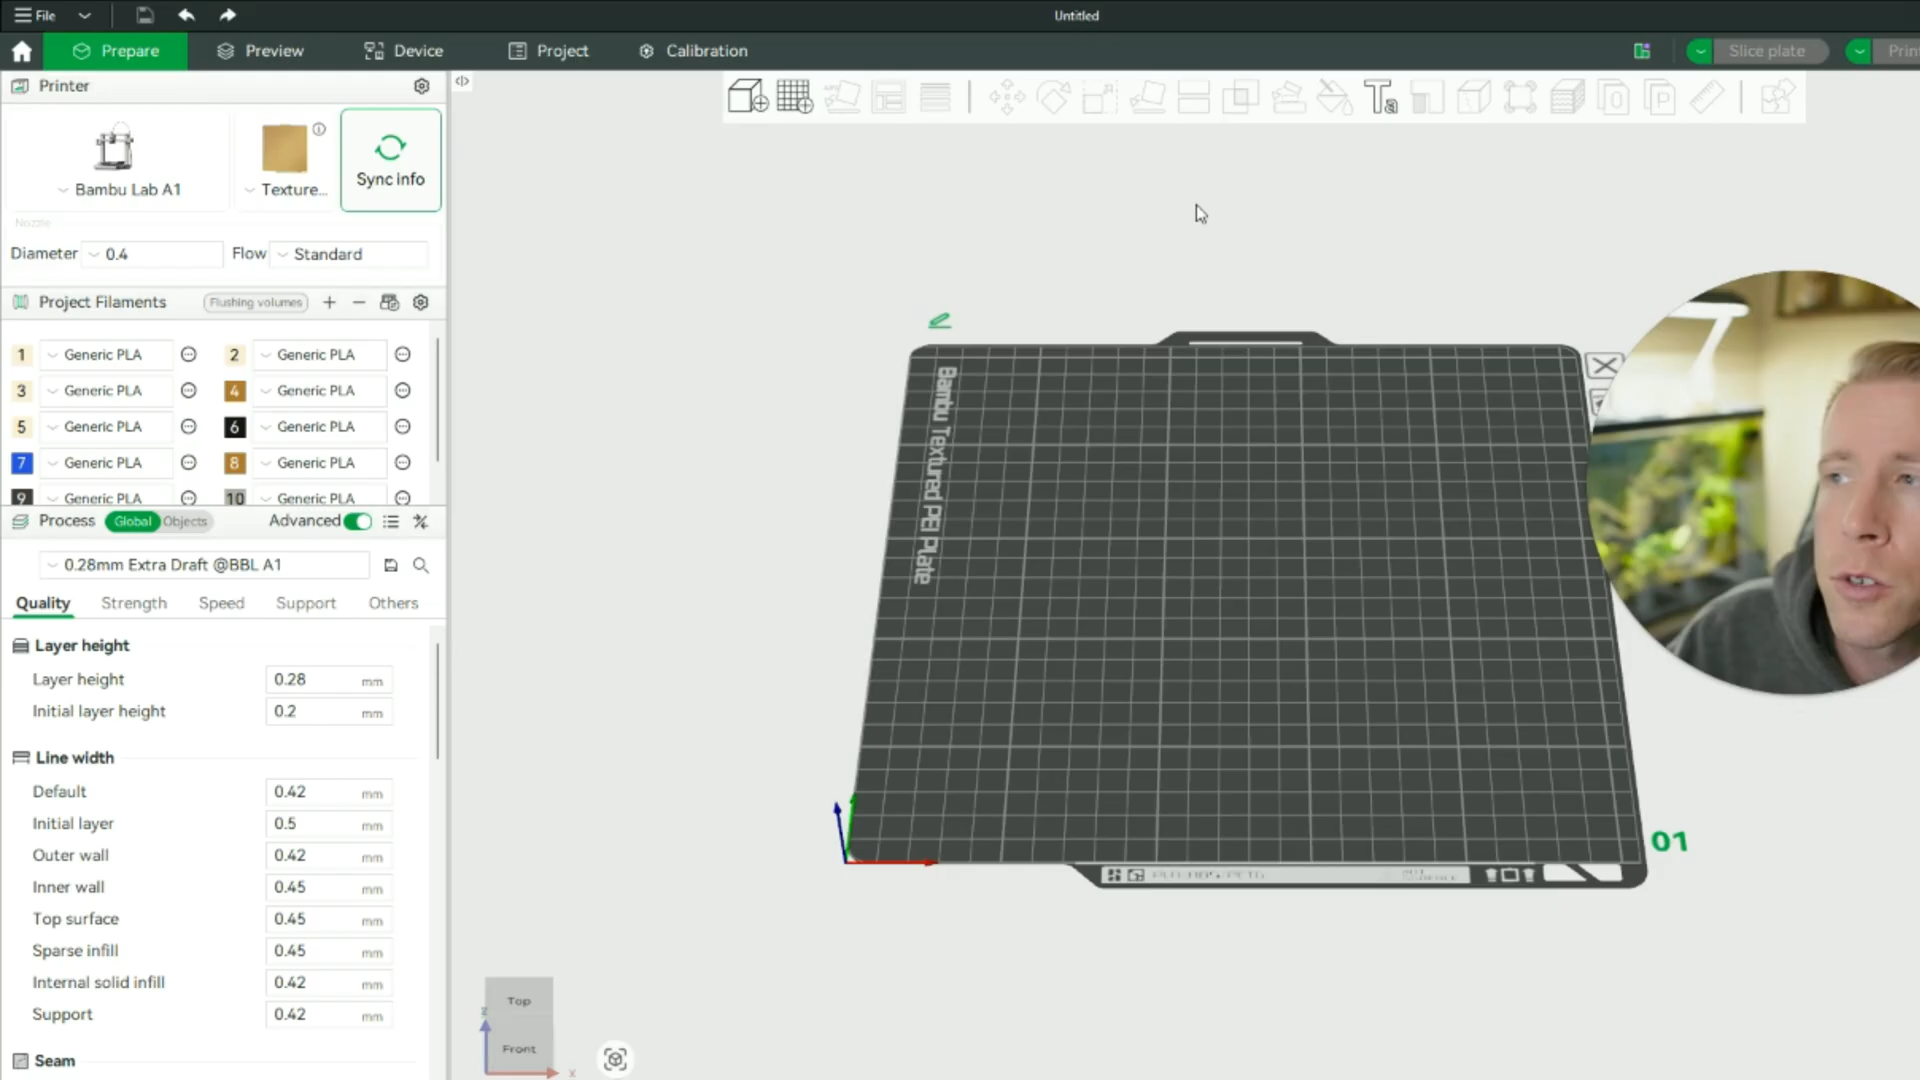 File
Untitled
Prepare
Preview
Device
Project
Calibration
Slice plate
Prin
Printer
Bambu Lab A1
Texture...
Sync info
Nozzle
Diameter 0.4 Flow Standard
Project Filaments Flushing volumes
1 Generic PLA 2 Generic PLA
3 Generic PLA 4 Generic PLA
5 Generic PLA 6 Generic PLA
7 Generic PLA 8 Generic PLA
9 Generic PLA 10 Generic PLA
Process Global Objects Advanced
0.28mm Extra Draft @BBL A1
Quality Strength Speed Support Others
Layer height
Layer height 0.28 mm
Initial layer height 0.2 mm
Line width
Default 0.42 mm
Initial layer 0.5 mm
Outer wall 0.42 mm
Inner wall 0.45 mm
Top surface 0.45 mm
Sparse infill 0.45 mm
Internal solid infill 0.42 mm
Support 0.42 mm
Seam
Bambu Textured PEI Plate
01
Top
Front
z
x